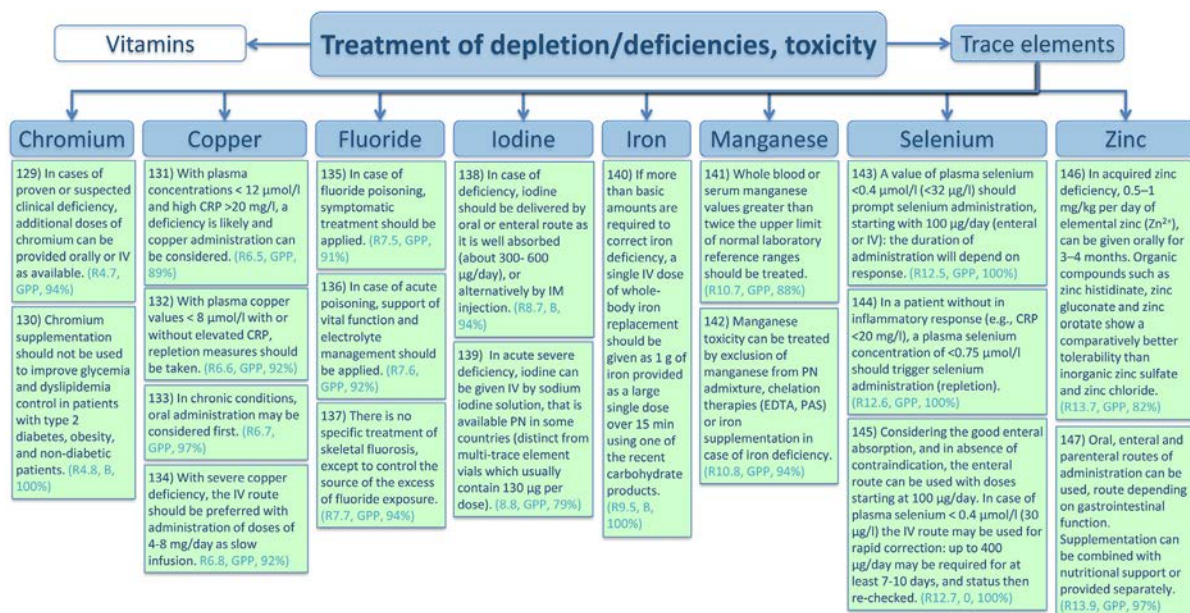 Vitamins
Treatment of depletion/deficiencies, toxicity
Trace elements
Chromium
129) In cases of
proven or suspected
clinical deficiency,
additional doses of
chromium can be
provided orally or IV
as available. (R4.7,
GPP, 94%)
130) Chromium
supplementation
should not be used
to improve glycemia
and dyslipidemia
control in patients
with type 2
diabetes, obesity,
and non-diabetic
patients. (R4.8, B,
100%)
Copper
131) With plasma
concentrations < 12 µmol/l
and high CRP >20 mg/l, a
deficiency is likely and
copper administration can
be considered. (R6.5, GPP,
89%)
132) With plasma copper
values < 8 µmol/l with or
without elevated CRP,
repletion measures should
be taken. (R6.6, GPP, 92%)
133) In chronic conditions,
oral administration may be
considered first. (R6.7,
GPP, 97%)
134) With severe copper
deficiency, the IV route
should be preferred with
administration of doses of
4-8 mg/day as slow
infusion. R6.8, GPP, 92%)
Fluoride
135) In case of
fluoride poisoning,
symptomatic
treatment should be
applied. (R7.5, GPP,
91%)
136) In case of acute
poisoning, support of
vital function and
electrolyte
management should
be applied. (R7.6,
GPP, 92%)
137) There is no
specific treatment of
skeletal fluorosis,
except to control the
source of the excess
of fluoride exposure.
(R7.7, GPP, 94%)
Iodine
138) In case of
deficiency, iodine
should be delivered by
oral or enteral route as
it is well absorbed
(about 300- 600
µg/day), or
alternatively by IM
injection. (R8.7, B,
94%)
139) In acute severe
deficiency, iodine can
be given IV by sodium
iodine solution, that is
available PN in some
countries (distinct from
multi-trace element
vials which usually
contain 130 µg per
dose). (8.8, GPP, 79%)
Iron
140) If more
than basic
amounts are
required to
correct iron
deficiency, a
single IV dose
of whole-
body iron
replacement
should be
given as 1 g of
iron provided
as a large
single dose
over 15 min
using one of
the recent
carbohydrate
products.
(R9.5, B,
100%)
Manganese
141) Whole blood or
serum manganese
values greater than
twice the upper limit
of normal laboratory
reference ranges
should be treated.
(R10.7, GPP, 88%)
142) Manganese
toxicity can be treated
by exclusion of
manganese from PN
admixture, chelation
therapies (EDTA, PAS)
or iron
supplementation in
case of iron deficiency.
(R10.8, GPP, 94%)
Selenium
143) A value of plasma selenium
<0.4 µmol/l (<32 µg/l) should
prompt selenium administration,
starting with 100 µg/day (enteral
or IV): the duration of
administration will depend on
response. (R12.5, GPP, 100%)
144) In a patient without in
inflammatory response (e.g., CRP
<20 mg/l), a plasma selenium
concentration of <0.75 µmol/l
should trigger selenium
administration (repletion).
(R12.6, GPP, 100%)
145) Considering the good enteral
absorption, and in absence of
contraindication, the enteral
route can be used with doses
starting at 100 µg/day. In case of
plasma selenium < 0.4 µmol/l (30
µg/l) the IV route may be used for
rapid correction: up to 400
µg/day may be required for at
least 7-10 days, and status then
re-checked. (R12.7, 0, 100%)
Zinc
146) In acquired zinc
deficiency, 0.5–1
mg/kg per day of
elemental zinc (Zn²⁺),
can be given orally for
3–4 months. Organic
compounds such as
zinc histidinate, zinc
gluconate and zinc
orotate show a
comparatively better
tolerability than
inorganic zinc sulfate
and zinc chloride.
(R13.7, GPP, 82%)
147) Oral, enteral and
parenteral routes of
administration can be
used, route depending
on gastrointestinal
function.
Supplementation can
be combined with
nutritional support or
provided separately.
(R13.9, GPP, 97%)